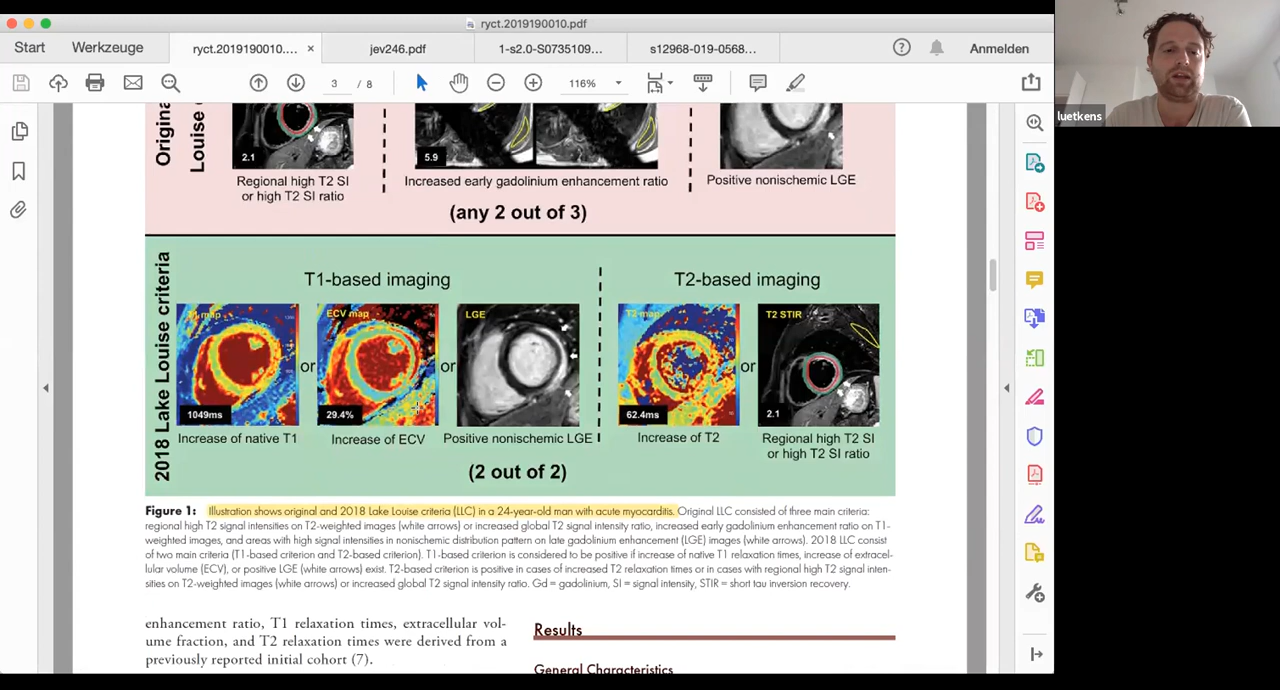 ryct.2019190010.pdf
Start
Werkzeuge
ryct.2019190010....
×
jev246.pdf
1-s2.0-S0735109...
s12968-019-0568...
Anmelden
3 / 8
116%
luetkens
Origina
Louise c
2.1
5.9
Regional high T2 SI
or high T2 SI ratio
Increased early gadolinium enhancement ratio
Positive nonischemic LGE
(any 2 out of 3)
2018 Lake Louise criteria
T1-based imaging
T2-based imaging
T1 map
ECV map
LGE
T2 map
T2 STIR
or
or
or
1049ms
29.4%
62.4ms
2.1
Increase of native T1
Increase of ECV
Positive nonischemic LGE
Increase of T2
Regional high T2 SI
or high T2 SI ratio
(2 out of 2)
Figure 1: Illustration shows original and 2018 Lake Louise criteria (LLC) in a 24-year-old man with acute myocarditis. Original LLC consisted of three main criteria:
regional high T2 signal intensities on T2-weighted images (white arrows) or increased global T2 signal intensity ratio, increased early gadolinium enhancement ratio on T1-
weighted images, and areas with high signal intensities in nonischemic distribution pattern on late gadolinium enhancement (LGE) images (white arrows). 2018 LLC consist
of two main criteria (T1-based criterion and T2-based criterion). T1-based criterion is considered to be positive if increase of native T1 relaxation times, increase of extracel-
lular volume (ECV), or positive LGE (white arrows) exist. T2-based criterion is positive in cases of increased T2 relaxation times or in cases with regional high T2 signal inten-
sities on T2-weighted images (white arrows) or increased global T2 signal intensity ratio. Gd = gadolinium, SI = signal intensity, STIR = short tau inversion recovery.
enhancement ratio, T1 relaxation times, extracellular vol-
ume fraction, and T2 relaxation times were derived from a
previously reported initial cohort (7).
Results
General Characteristics